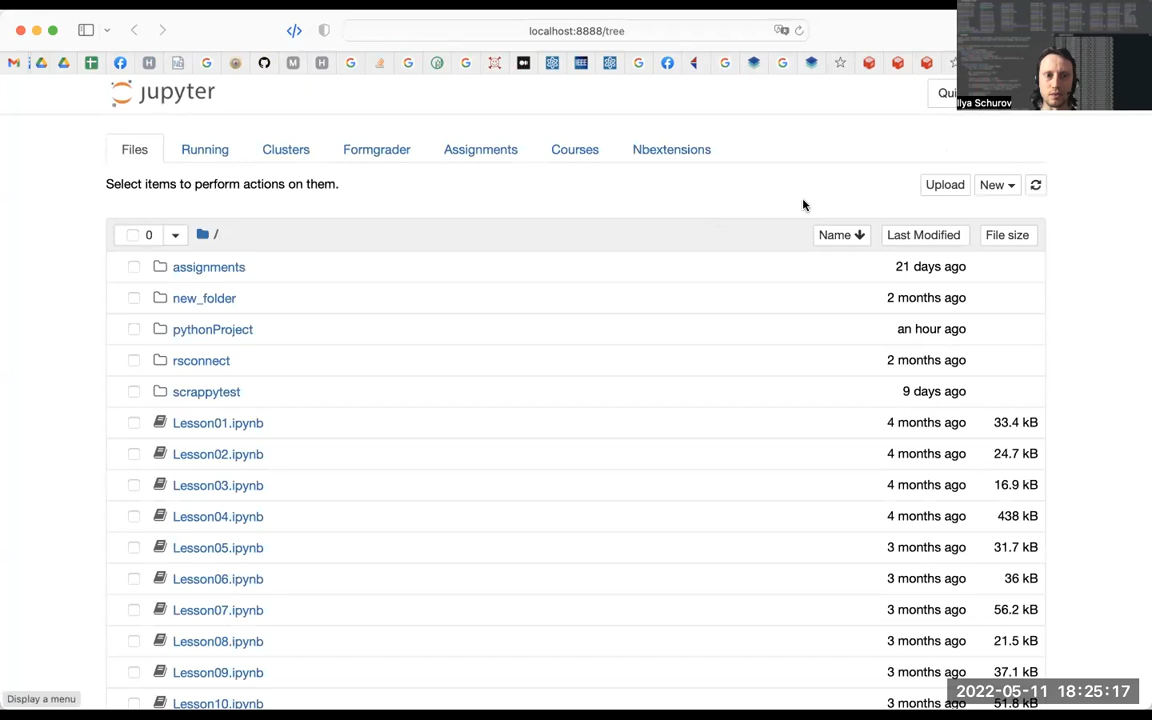 localhost:8888/tree
jupyter
Qui
Ilya Schurov
Files Running Clusters Formgrader Assignments Courses Nbextensions
Select items to perform actions on them.
Upload New
0 / Name Last Modified File size
assignments 21 days ago
new_folder 2 months ago
pythonProject an hour ago
rsconnect 2 months ago
scrappytest 9 days ago
Lesson01.ipynb 4 months ago 33.4 kB
Lesson02.ipynb 4 months ago 24.7 kB
Lesson03.ipynb 4 months ago 16.9 kB
Lesson04.ipynb 4 months ago 438 kB
Lesson05.ipynb 3 months ago 31.7 kB
Lesson06.ipynb 3 months ago 36 kB
Lesson07.ipynb 3 months ago 56.2 kB
Lesson08.ipynb 3 months ago 21.5 kB
Lesson09.ipynb 3 months ago 37.1 kB
Display a menu
2022-05-11 18:25:17
Lesson10.ipynb 3 months ago 51.8 kB